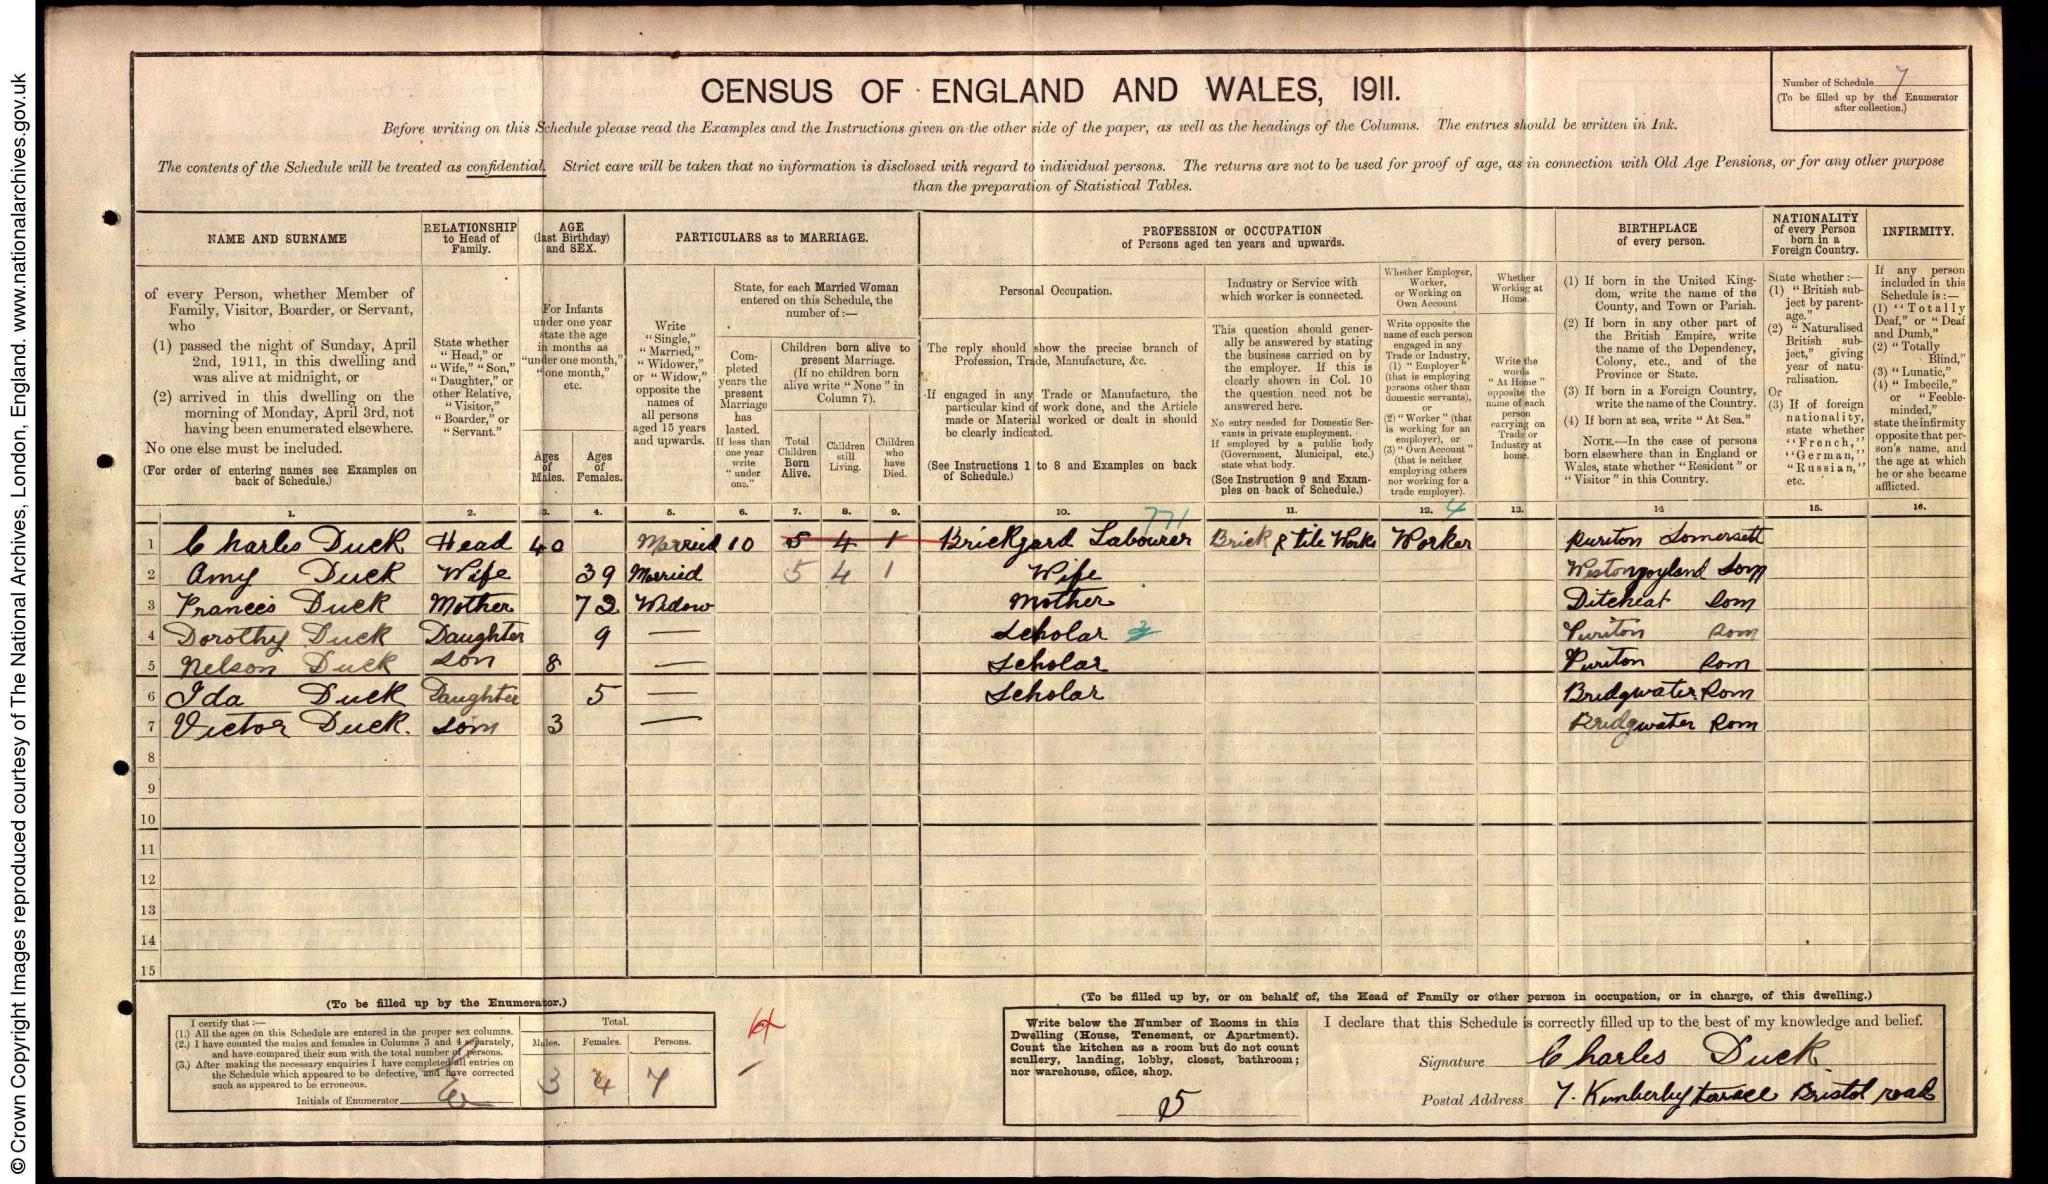 © Crown Copyright Images reproduced courtesy of The National Archives, London, England. www.nationalarchives.gov.uk
CENSUS OF ENGLAND AND WALES, 1911.
Number of Schedule 7
(To be filled up by the Enumerator
after collection.)
Before writing on this Schedule please read the Examples and the Instructions given on the other side of the paper, as well as the headings of the Columns. The entries should be written in Ink.
The contents of the Schedule will be treated as confidential. Strict care will be taken that no information is disclosed with regard to individual persons. The returns are not to be used for proof of age, as in connection with Old Age Pensions, or for any other purpose
than the preparation of Statistical Tables.
NAME AND SURNAME
of every Person, whether Member of
Family, Visitor, Boarder, or Servant,
who
(1) passed the night of Sunday, April
2nd, 1911, in this dwelling and
was alive at midnight, or
(2) arrived in this dwelling on the
morning of Monday, April 3rd, not
having been enumerated elsewhere.
No one else must be included.
(For order of entering names see Examples on
back of Schedule.)
RELATIONSHIP
to Head of
Family.
State whether
"Head," or
"Wife," "Son,"
"Daughter," or
other Relative,
"Visitor,"
"Boarder," or
"Servant."
AGE
(last Birthday)
and SEX.
For Infants
under one year
state the age
in months as
"under one month,"
"one month,"
etc.
Ages
of
Males.
Ages
of
Females.
PARTICULARS as to MARRIAGE.
Write
"Single,"
"Married,"
"Widower,"
or "Widow,"
opposite the
names of
all persons
aged 15 years
and upwards.
State, for each Married Woman
entered on this Schedule, the
number of:—
Com-
pleted
years the
present
Marriage
has
lasted.
If less than
one year
write
"under
one."
Children born alive to
present Marriage.
(If no children born
alive write "None" in
Column 7).
Total
Children
Born
Alive.
Children
still
Living.
Children
who
have
Died.
PROFESSION or OCCUPATION
of Persons aged ten years and upwards.
Personal Occupation.
The reply should show the precise branch of
Profession, Trade, Manufacture, &c.
If engaged in any Trade or Manufacture, the
particular kind of work done, and the Article
made or Material worked or dealt in should
be clearly indicated.
(See Instructions 1 to 8 and Examples on back
of Schedule.)
Industry or Service with
which worker is connected.
This question should gener-
ally be answered by stating
the business carried on by
the employer. If this is
clearly shown in Col. 10
the question need not be
answered here.
No entry needed for Domestic Ser-
vants in private employment.
If employed by a public body
(Government, Municipal, etc.)
state what body.
(See Instruction 9 and Exam-
ples on back of Schedule.)
Whether Employer,
Worker,
or Working on
Own Account
Write opposite the
name of each person
engaged in any
Trade or Industry,
(1) "Employer"
(that is employing
persons other than
domestic servants),
or
(2) "Worker" (that
is working for an
employer), or
(3) "Own Account"
(that is neither
employing others
nor working for a
trade employer).
Whether
Working at
Home.
Write the
words
"At Home"
opposite the
name of each
person
carrying on
Trade or
Industry at
home.
BIRTHPLACE
of every person.
(1) If born in the United King-
dom, write the name of the
County, and Town or Parish.
(2) If born in any other part of
the British Empire, write
the name of the Dependency,
Colony, etc., and of the
Province or State.
(3) If born in a Foreign Country,
write the name of the Country.
(4) If born at sea, write "At Sea."
NOTE.—In the case of persons
born elsewhere than in England or
Wales, state whether "Resident" or
"Visitor" in this Country.
NATIONALITY
of every Person
born in a
Foreign Country.
State whether:—
(1) "British sub-
ject by parent-
age."
(2) "Naturalised
British sub-
ject," giving
year of natu-
ralisation.
Or
(3) If of foreign
nationality,
state whether
"French,"
"German,"
"Russian,"
etc.
INFIRMITY.
If any person
included in this
Schedule is:—
(1) "Totally
Deaf," or "Deaf
and Dumb,"
(2) "Totally
Blind,"
(3) "Lunatic,"
(4) "Imbecile,"
or "Feeble-
minded,"
state the infirmity
opposite that per-
son's name, and
the age at which
he or she became
afflicted.
1. 2. 3. 4. 5. 6. 7. 8. 9. 10. 11. 12. 13. 14 15. 16.
771 4
1 Charles Duck Head 40 Married 10 5 4 1 Brickyard Labourer Brick & tile Works Worker Puriton Somersett
2 Amy Duck Wife 39 Married 5 4 1 Wife Westonzoyland Som
3 Frances Duck Mother 72 Widow Mother Ditcheat Som
4 Dorothy Duck Daughter 9 — Scholar Puriton Som
5 Nelson Duck son 8 — Scholar Puriton Som
6 Ida Duck Daughter 5 — Scholar Bridgwater Som
7 Victor Duck. son 3 — Bridgwater Som
8
9
10
11
12
13
14
15
(To be filled up by the Enumerator.)
I certify that:—
(1.) All the ages on this Schedule are entered in the proper sex columns.
(2.) I have counted the males and females in Columns 3 and 4 separately,
and have compared their sum with the total number of persons.
(3.) After making the necessary enquiries I have completed all entries on
the Schedule which appeared to be defective, and have corrected
such as appeared to be erroneous.
Initials of Enumerator
Total.
Males. Females. Persons.
3 4 7
(To be filled up by, or on behalf of, the Head of Family or other person in occupation, or in charge, of this dwelling.)
Write below the Number of Rooms in this
Dwelling (House, Tenement, or Apartment).
Count the kitchen as a room but do not count
scullery, landing, lobby, closet, bathroom;
nor warehouse, office, shop.
5
I declare that this Schedule is correctly filled up to the best of my knowledge and belief.
Signature Charles Duck
Postal Address 7. Kimberley terrace Bristol road